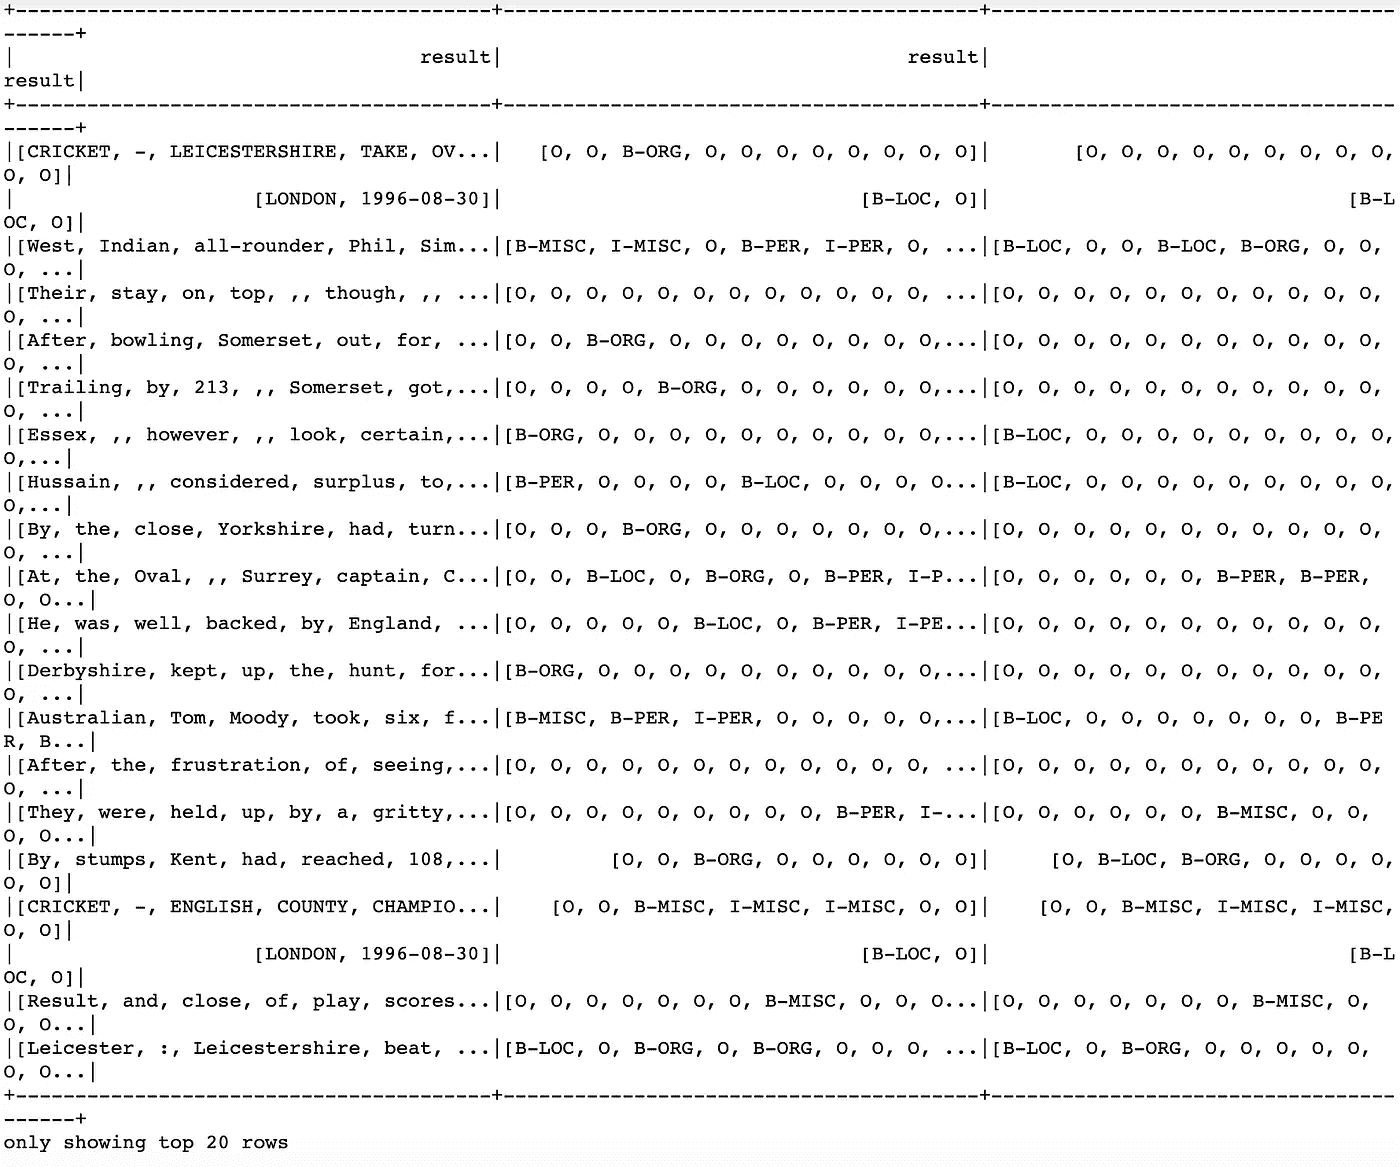 +----------------------------------------+----------------------------------------+----------------------------------
------+
|                                  result|                                  result|
result|
+----------------------------------------+----------------------------------------+----------------------------------
------+
|[CRICKET, -, LEICESTERSHIRE, TAKE, OV...|   [O, O, B-ORG, O, O, O, O, O, O, O, O]|       [O, O, O, O, O, O, O, O, O,
O, O]|
|                    [LONDON, 1996-08-30]|                              [B-LOC, O]|                              [B-L
OC, O]|
|[West, Indian, all-rounder, Phil, Sim...|[B-MISC, I-MISC, O, B-PER, I-PER, O, ...|[B-LOC, O, O, B-LOC, B-ORG, O, O,
O, ...|
|[Their, stay, on, top, ,, though, ,, ...|[O, O, O, O, O, O, O, O, O, O, O, O, ...|[O, O, O, O, O, O, O, O, O, O, O,
O, ...|
|[After, bowling, Somerset, out, for, ...|[O, O, B-ORG, O, O, O, O, O, O, O, O,...|[O, O, O, O, O, O, O, O, O, O, O,
O, ...|
|[Trailing, by, 213, ,, Somerset, got,...|[O, O, O, O, B-ORG, O, O, O, O, O, O,...|[O, O, O, O, O, O, O, O, O, O, O,
O, ...|
|[Essex, ,, however, ,, look, certain,...|[B-ORG, O, O, O, O, O, O, O, O, O, O,...|[B-LOC, O, O, O, O, O, O, O, O, O,
O,...|
|[Hussain, ,, considered, surplus, to,...|[B-PER, O, O, O, O, B-LOC, O, O, O, O...|[B-LOC, O, O, O, O, O, O, O, O, O,
O,...|
|[By, the, close, Yorkshire, had, turn...|[O, O, O, B-ORG, O, O, O, O, O, O, O,...|[O, O, O, O, O, O, O, O, O, O, O,
O, ...|
|[At, the, Oval, ,, Surrey, captain, C...|[O, O, B-LOC, O, B-ORG, O, B-PER, I-P...|[O, O, O, O, O, O, B-PER, B-PER,
O, O...|
|[He, was, well, backed, by, England, ...|[O, O, O, O, O, B-LOC, O, B-PER, I-PE...|[O, O, O, O, O, O, O, O, O, O, O,
O, ...|
|[Derbyshire, kept, up, the, hunt, for...|[B-ORG, O, O, O, O, O, O, O, O, O, O,...|[O, O, O, O, O, O, O, O, O, O, O,
O, ...|
|[Australian, Tom, Moody, took, six, f...|[B-MISC, B-PER, I-PER, O, O, O, O, O,...|[B-LOC, O, O, O, O, O, O, O, B-PE
R, B...|
|[After, the, frustration, of, seeing,...|[O, O, O, O, O, O, O, O, O, O, O, O, ...|[O, O, O, O, O, O, O, O, O, O, O,
O, ...|
|[They, were, held, up, by, a, gritty,...|[O, O, O, O, O, O, O, O, O, B-PER, I-...|[O, O, O, O, O, O, B-MISC, O, O,
O, O...|
|[By, stumps, Kent, had, reached, 108,...|         [O, O, B-ORG, O, O, O, O, O, O]|     [O, B-LOC, B-ORG, O, O, O, O,
O, O]|
|[CRICKET, -, ENGLISH, COUNTY, CHAMPIO...|    [O, O, B-MISC, I-MISC, I-MISC, O, O]|    [O, O, B-MISC, I-MISC, I-MISC,
O, O]|
|                    [LONDON, 1996-08-30]|                              [B-LOC, O]|                              [B-L
OC, O]|
|[Result, and, close, of, play, scores...|[O, O, O, O, O, O, O, B-MISC, O, O, O...|[O, O, O, O, O, O, O, B-MISC, O,
O, O...|
|[Leicester, :, Leicestershire, beat, ...|[B-LOC, O, B-ORG, O, B-ORG, O, O, O, ...|[B-LOC, O, B-ORG, O, O, O, O, O,
O, O...|
+----------------------------------------+----------------------------------------+----------------------------------
------+
only showing top 20 rows